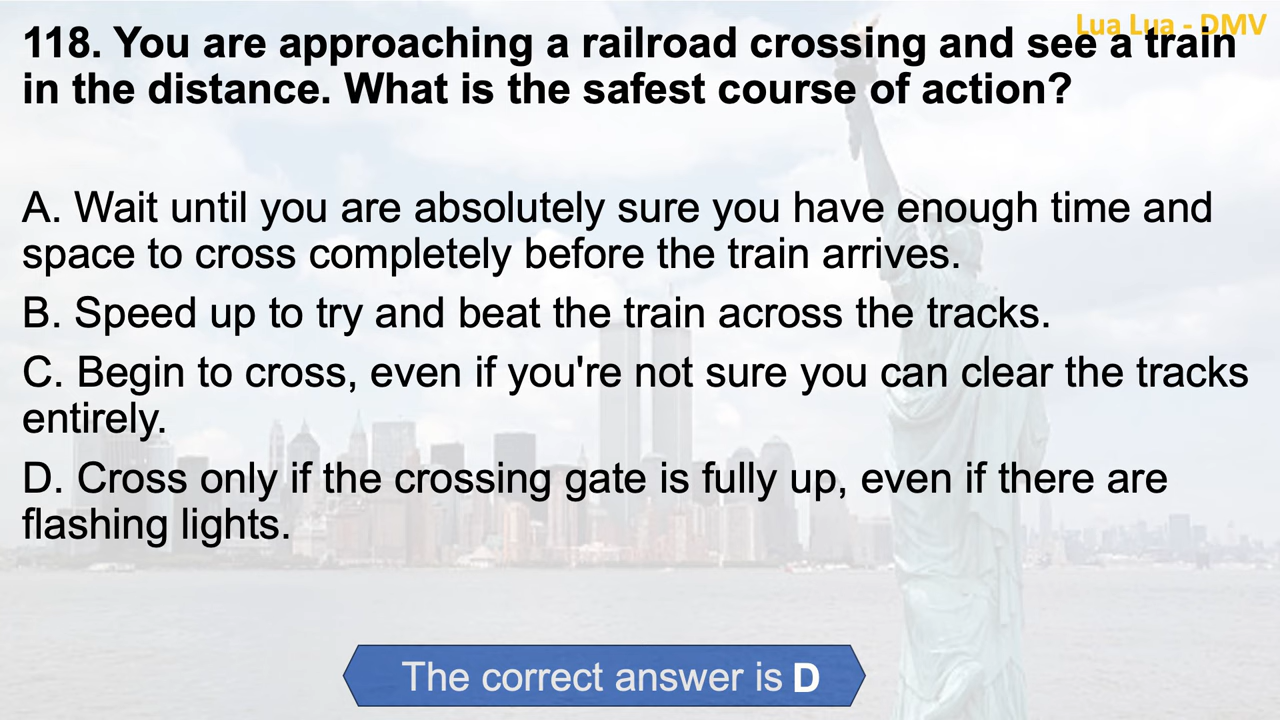 Lua Lua - DMV
118. You are approaching a railroad crossing and see a train
in the distance. What is the safest course of action?
A. Wait until you are absolutely sure you have enough time and
space to cross completely before the train arrives.
B. Speed up to try and beat the train across the tracks.
C. Begin to cross, even if you're not sure you can clear the tracks
entirely.
D. Cross only if the crossing gate is fully up, even if there are
flashing lights.
The correct answer is D